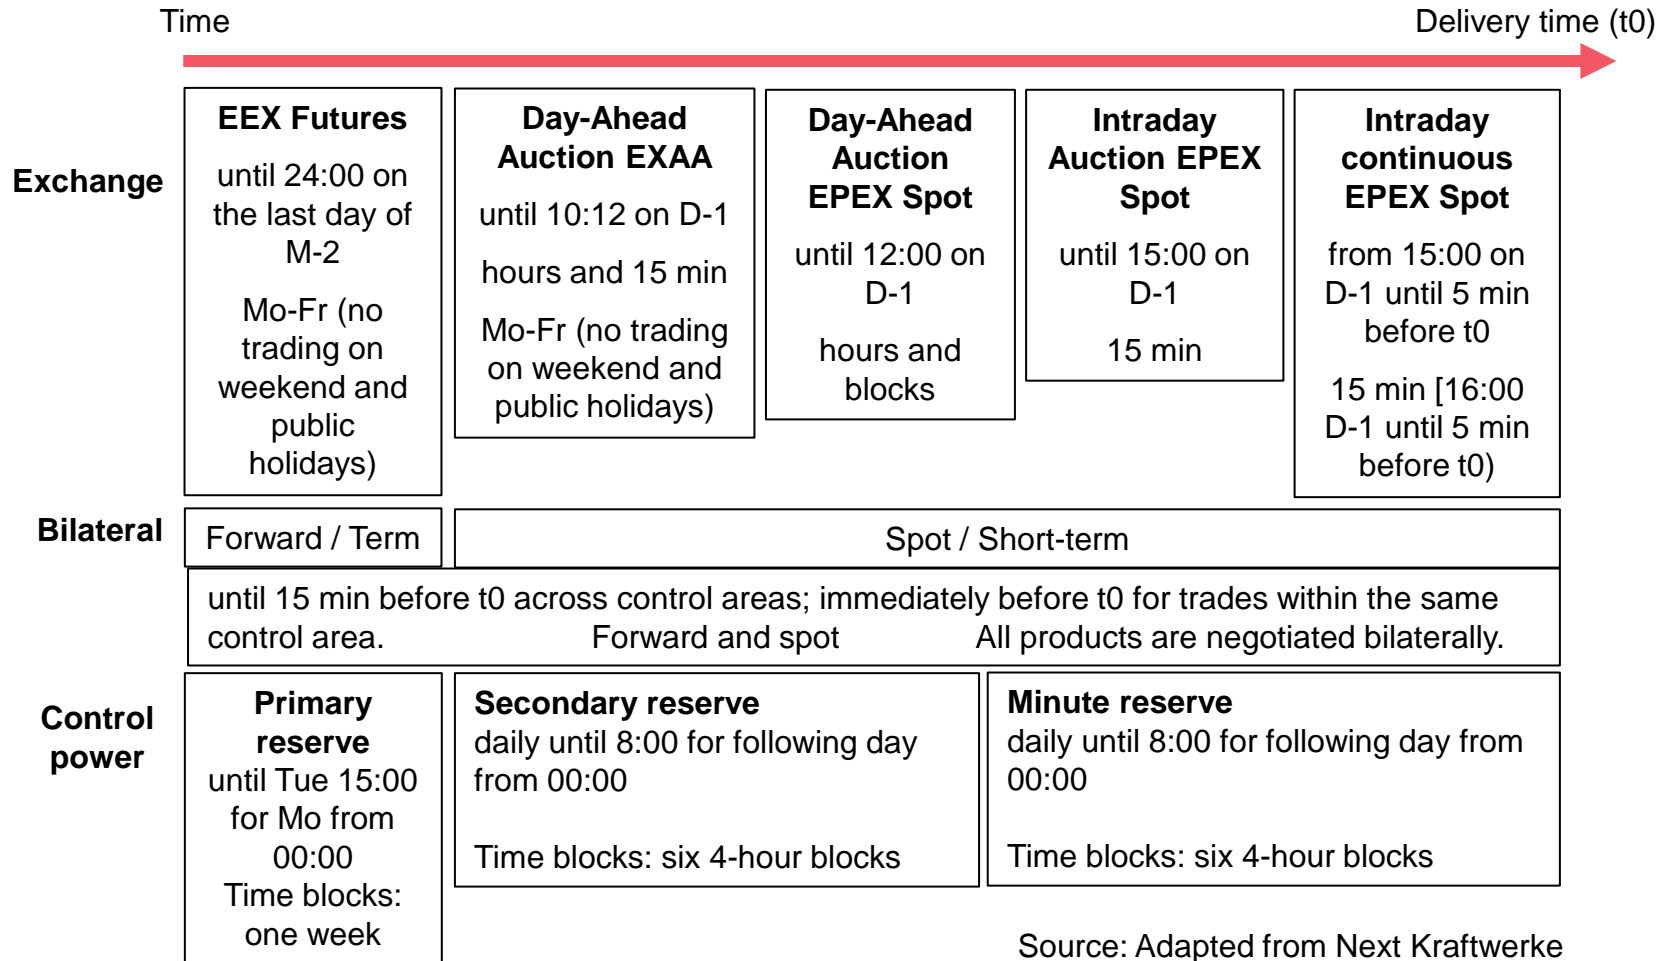 Time
Delivery time (t0)
Exchange
EEX Futures
until 24:00 on
the last day of
M-2
Mo-Fr (no
trading on
weekend and
public
holidays)
Day-Ahead
Auction EXAA
until 10:12 on D-1
hours and 15 min
Mo-Fr (no trading
on weekend and
public holidays)
Day-Ahead
Auction
EPEX Spot
until 12:00 on
D-1
hours and
blocks
Intraday
Auction EPEX
Spot
until 15:00 on
D-1
15 min
Intraday
continuous
EPEX Spot
from 15:00 on
D-1 until 5 min
before t0
15 min [16:00
D-1 until 5 min
before t0)
Bilateral
Forward / Term
Spot / Short-term
until 15 min before t0 across control areas; immediately before t0 for trades within the same
control area. Forward and spot All products are negotiated bilaterally.
Control
power
Primary
reserve
until Tue 15:00
for Mo from
00:00
Time blocks:
one week
Secondary reserve
daily until 8:00 for following day
from 00:00
Time blocks: six 4-hour blocks
Minute reserve
daily until 8:00 for following day from
00:00
Time blocks: six 4-hour blocks
Source: Adapted from Next Kraftwerke